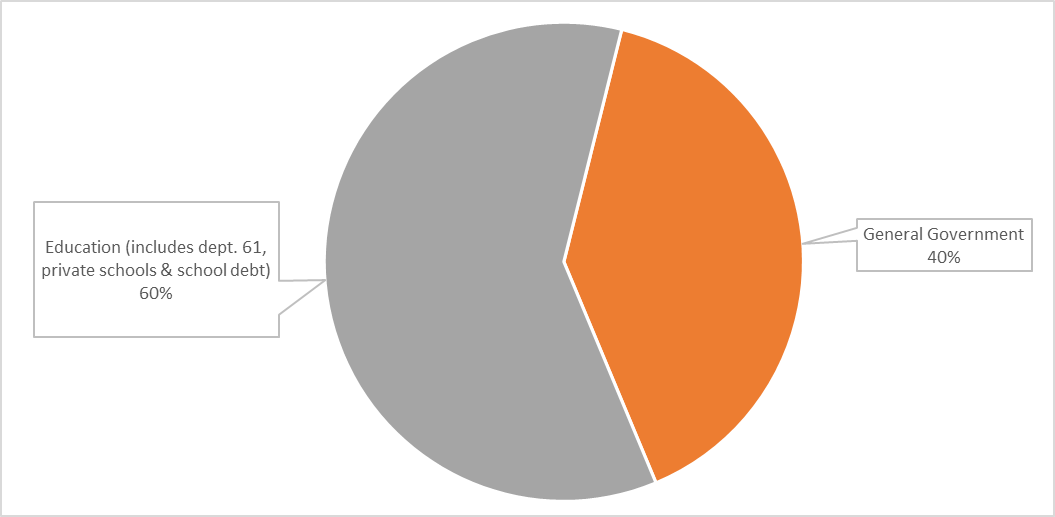 Education (includes dept. 61,
private schools & school debt)
60%
General Government
40%